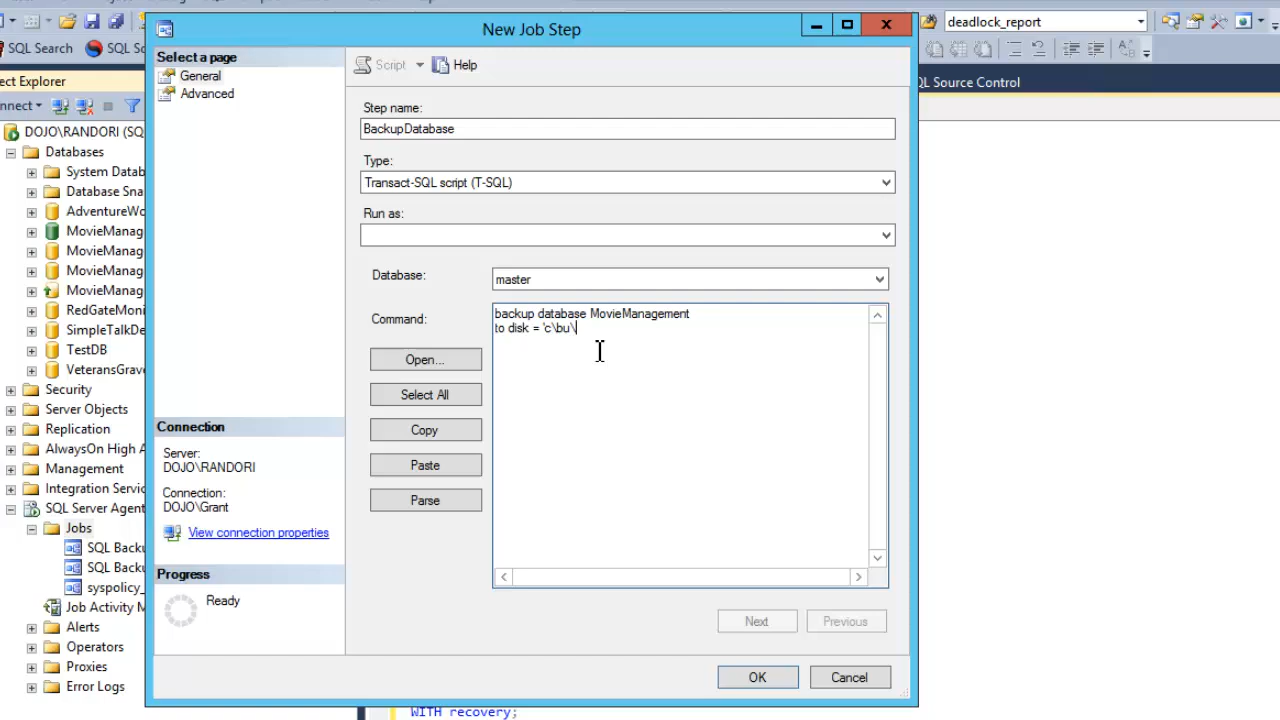 New Job Step
deadlock_report
SQL Search
SQL
SQL Source Control
Select a page
General
Advanced
Script
Help
Explorer
Step name:
BackupDatabase
Type:
Transact-SQL script (T-SQL)
Run as:
Database:
master
Command:
backup database MovieManagement
to disk = 'c\bu\
Open...
Select All
Copy
Paste
Parse
DOJO\RANDORI (SQ
Databases
System Datab
Database Sna
AdventureWo
MovieManag
MovieManag
MovieManag
MovieManag
RedGateMoni
SimpleTalkDe
TestDB
VeteransGrave
Security
Server Objects
Replication
AlwaysOn High A
Management
Integration Servic
SQL Server Agent
Jobs
SQL Backu
SQL Backu
syspolicy_
Job Activity M
Alerts
Operators
Proxies
Error Logs
Connection
Server:
DOJO\RANDORI
Connection:
DOJO\Grant
View connection properties
Progress
Ready
Next
Previous
OK
Cancel
WITH recovery;